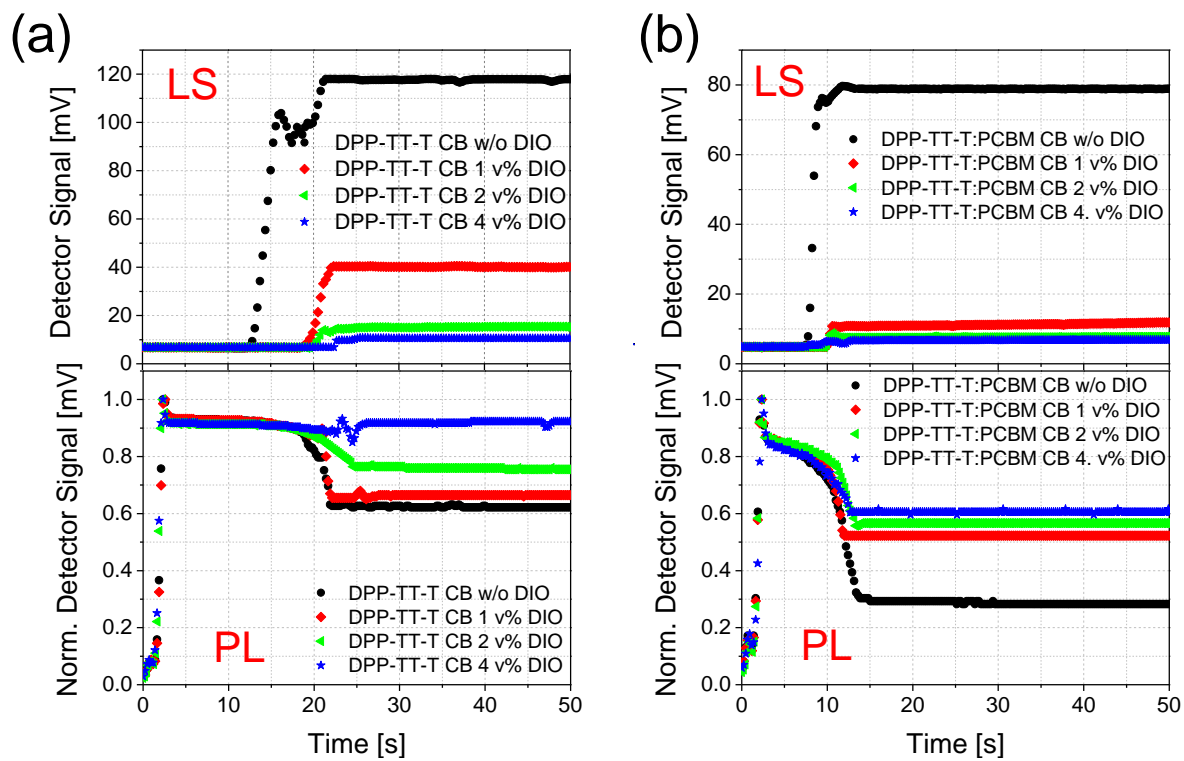 (a)
LS
Detector Signal [mV]
120
100
80
60
40
20
0
0
10
20
30
40
50
DPP-TT-T CB w/o DIO
DPP-TT-T CB 1 v% DIO
DPP-TT-T CB 2 v% DIO
DPP-TT-T CB 4 v% DIO
Norm. Detector Signal [mV]
1.0
0.8
0.6
0.4
0.2
0.0
DPP-TT-T CB w/o DIO
DPP-TT-T CB 1 v% DIO
DPP-TT-T CB 2 v% DIO
DPP-TT-T CB 4 v% DIO
PL
0
10
20
30
40
50
Time [s]
(b)
LS
Detector Signal [mV]
80
60
40
20
0
DPP-TT-T:PCBM CB w/o DIO
DPP-TT-T:PCBM CB 1 v% DIO
DPP-TT-T:PCBM CB 2 v% DIO
DPP-TT-T:PCBM CB 4. v% DIO
Norm. Detector Signal [mV]
1.0
0.8
0.6
0.4
0.2
0.0
DPP-TT-T:PCBM CB w/o DIO
DPP-TT-T:PCBM CB 1 v% DIO
DPP-TT-T:PCBM CB 2 v% DIO
DPP-TT-T:PCBM CB 4. v% DIO
PL
0
10
20
30
40
50
Time [s]